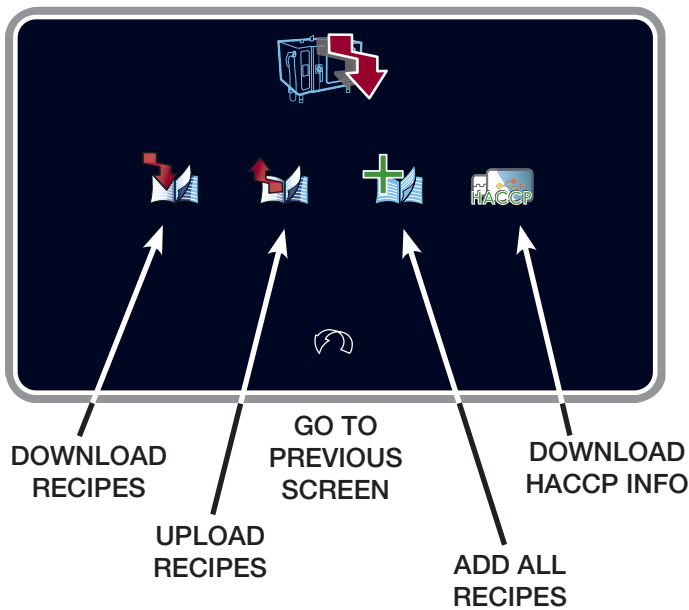 HACCP
GO TO
PREVIOUS
SCREEN
DOWNLOAD
RECIPES
DOWNLOAD
HACCP INFO
UPLOAD
RECIPES
ADD ALL
RECIPES